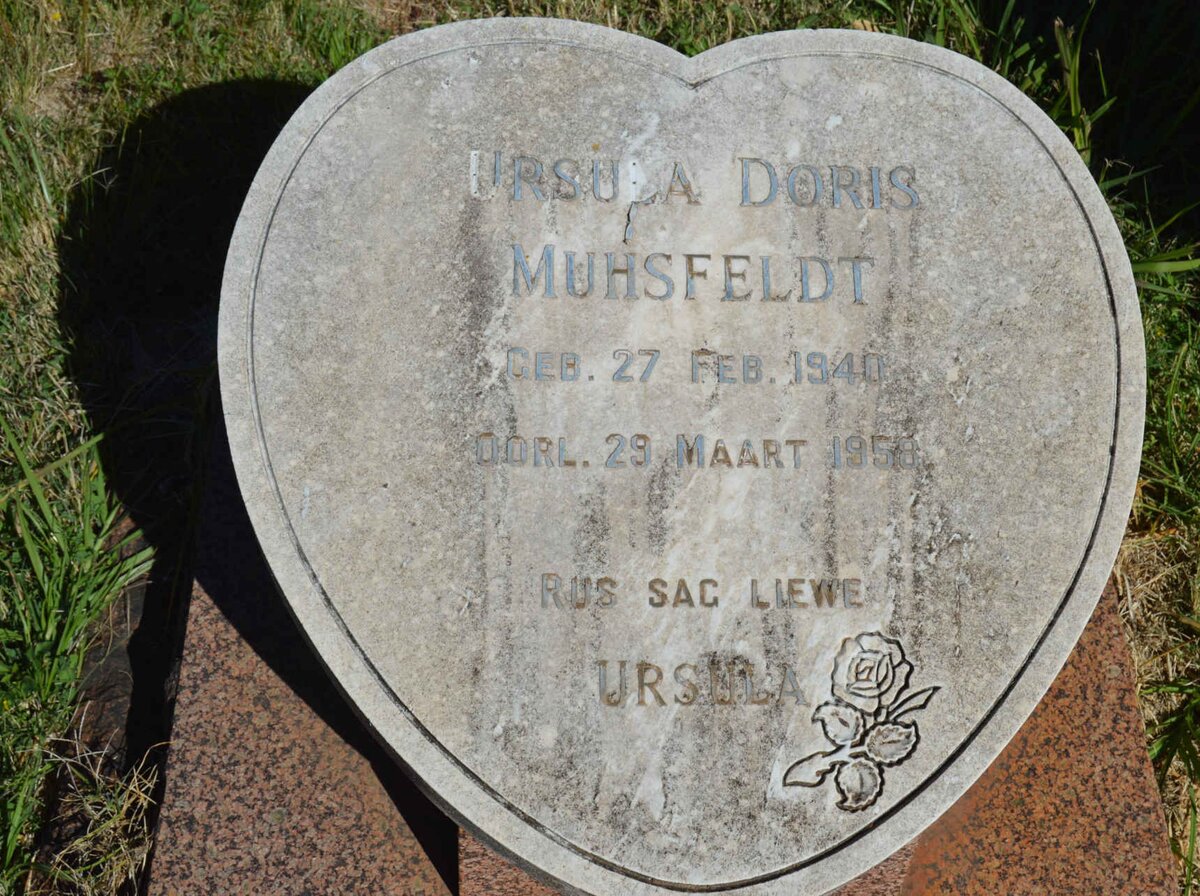 URSULA DORIS
MUHSFELDT
GEB. 27 FEB. 1940
OORL. 29 MAART 1958
RUS SAG LIEWE
URSULA